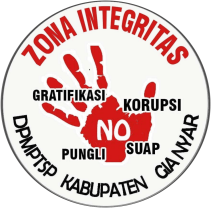 ZONA INTEGRITAS
GRATIFIKASI
KORUPSI
NO
PUNGLI
SUAP
DPMPTSP KABUPATEN GIANYAR